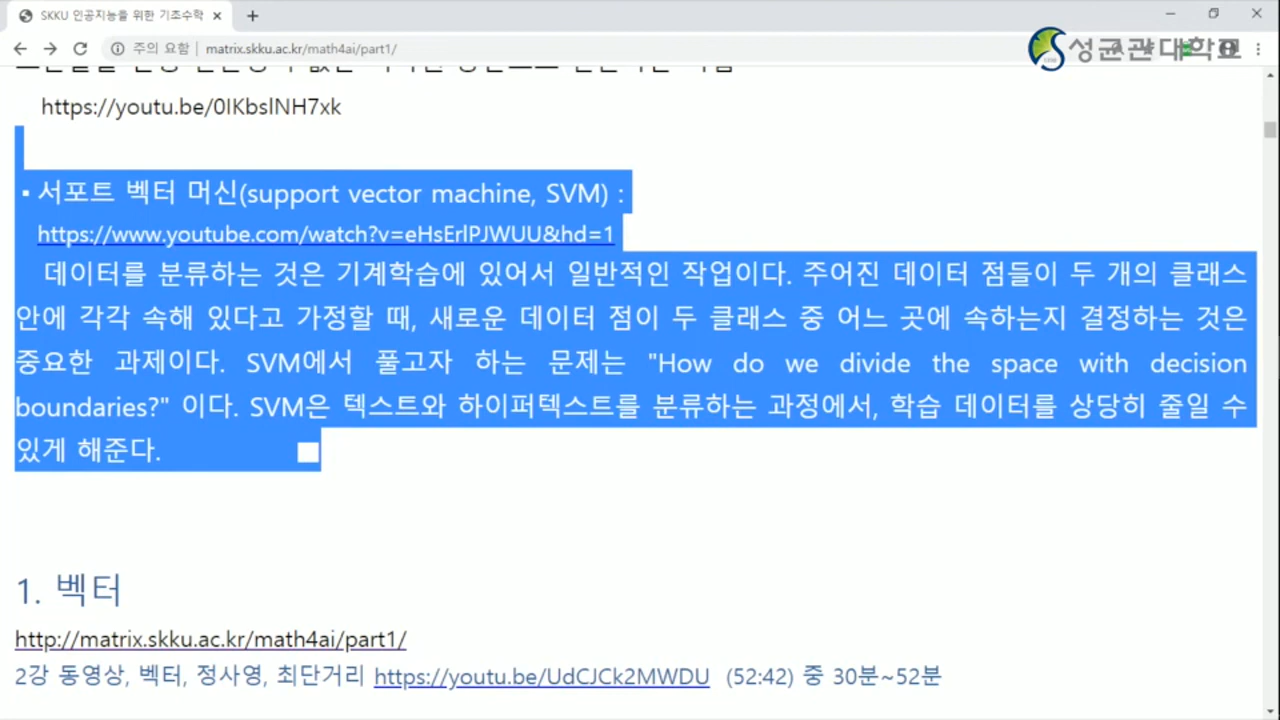 SKKU 인공지능을 위한 기초수학
주의 요함 | matrix.skku.ac.kr/math4ai/part1/
성균관대학교
https://youtu.be/0IKbslNH7xk
▪ 서포트 벡터 머신(support vector machine, SVM) :
https://www.youtube.com/watch?v=eHsErlPJWUU&hd=1
데이터를 분류하는 것은 기계학습에 있어서 일반적인 작업이다. 주어진 데이터 점들이 두 개의 클래스
안에 각각 속해 있다고 가정할 때, 새로운 데이터 점이 두 클래스 중 어느 곳에 속하는지 결정하는 것은
중요한 과제이다. SVM에서 풀고자 하는 문제는 "How do we divide the space with decision
boundaries?" 이다. SVM은 텍스트와 하이퍼텍스트를 분류하는 과정에서, 학습 데이터를 상당히 줄일 수
있게 해준다.
1. 벡터
http://matrix.skku.ac.kr/math4ai/part1/
2강 동영상, 벡터, 정사영, 최단거리 https://youtu.be/UdCJCk2MWDU (52:42) 중 30분~52분